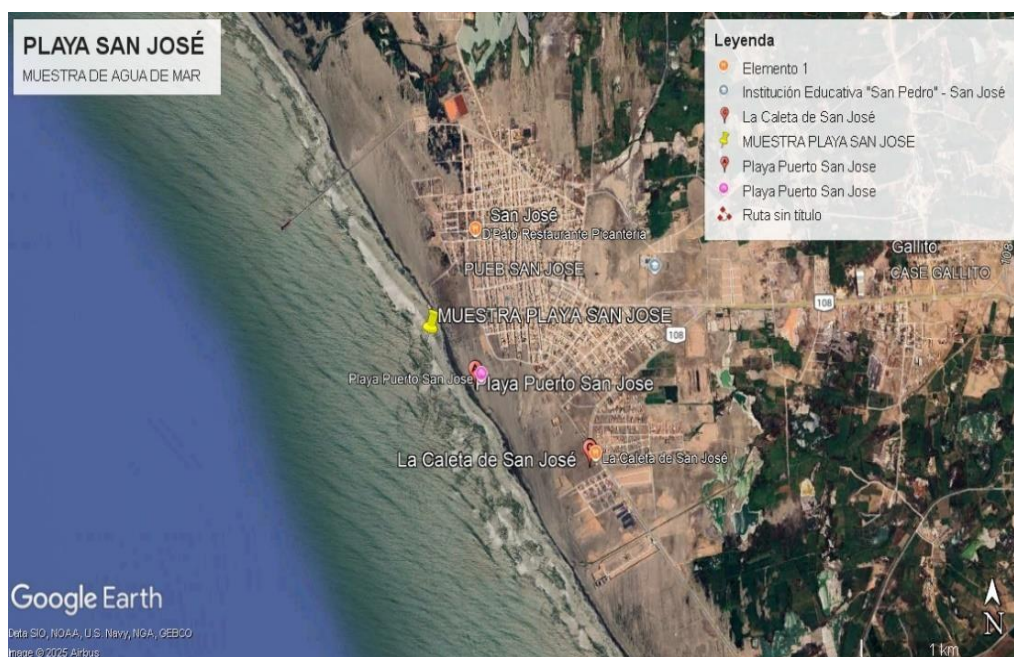 PLAYA SAN JOSÉ
MUESTRA DE AGUA DE MAR
Leyenda
Elemento 1
Institución Educativa "San Pedro" - San José
La Caleta de San José
MUESTRA PLAYA SAN JOSE
Playa Puerto San Jose
Playa Puerto San Jose
Ruta sin título
San José
D'Pato Restaurante Picanteria
PUEB SAN JOSE
Gallito
CASE GALLITO
108
108
108
MUESTRA PLAYA SAN JOSE
Playa Puerto San Jose
Playa Puerto San Jose
La Caleta de San José
La Caleta de San José
Google Earth
Data SIO, NOAA, U.S. Navy, NGA, GEBCO
Image © 2025 Airbus
N
1 km